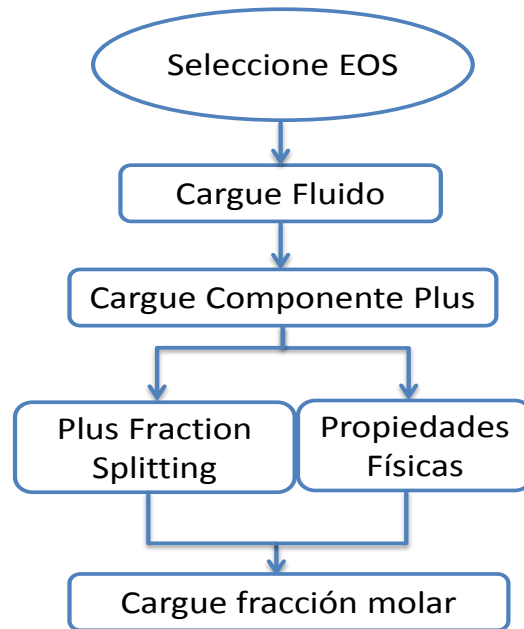 Seleccione EOS
Cargue Fluido
Cargue Componente Plus
Plus Fraction
Splitting
Propiedades
Físicas
Cargue fracción molar